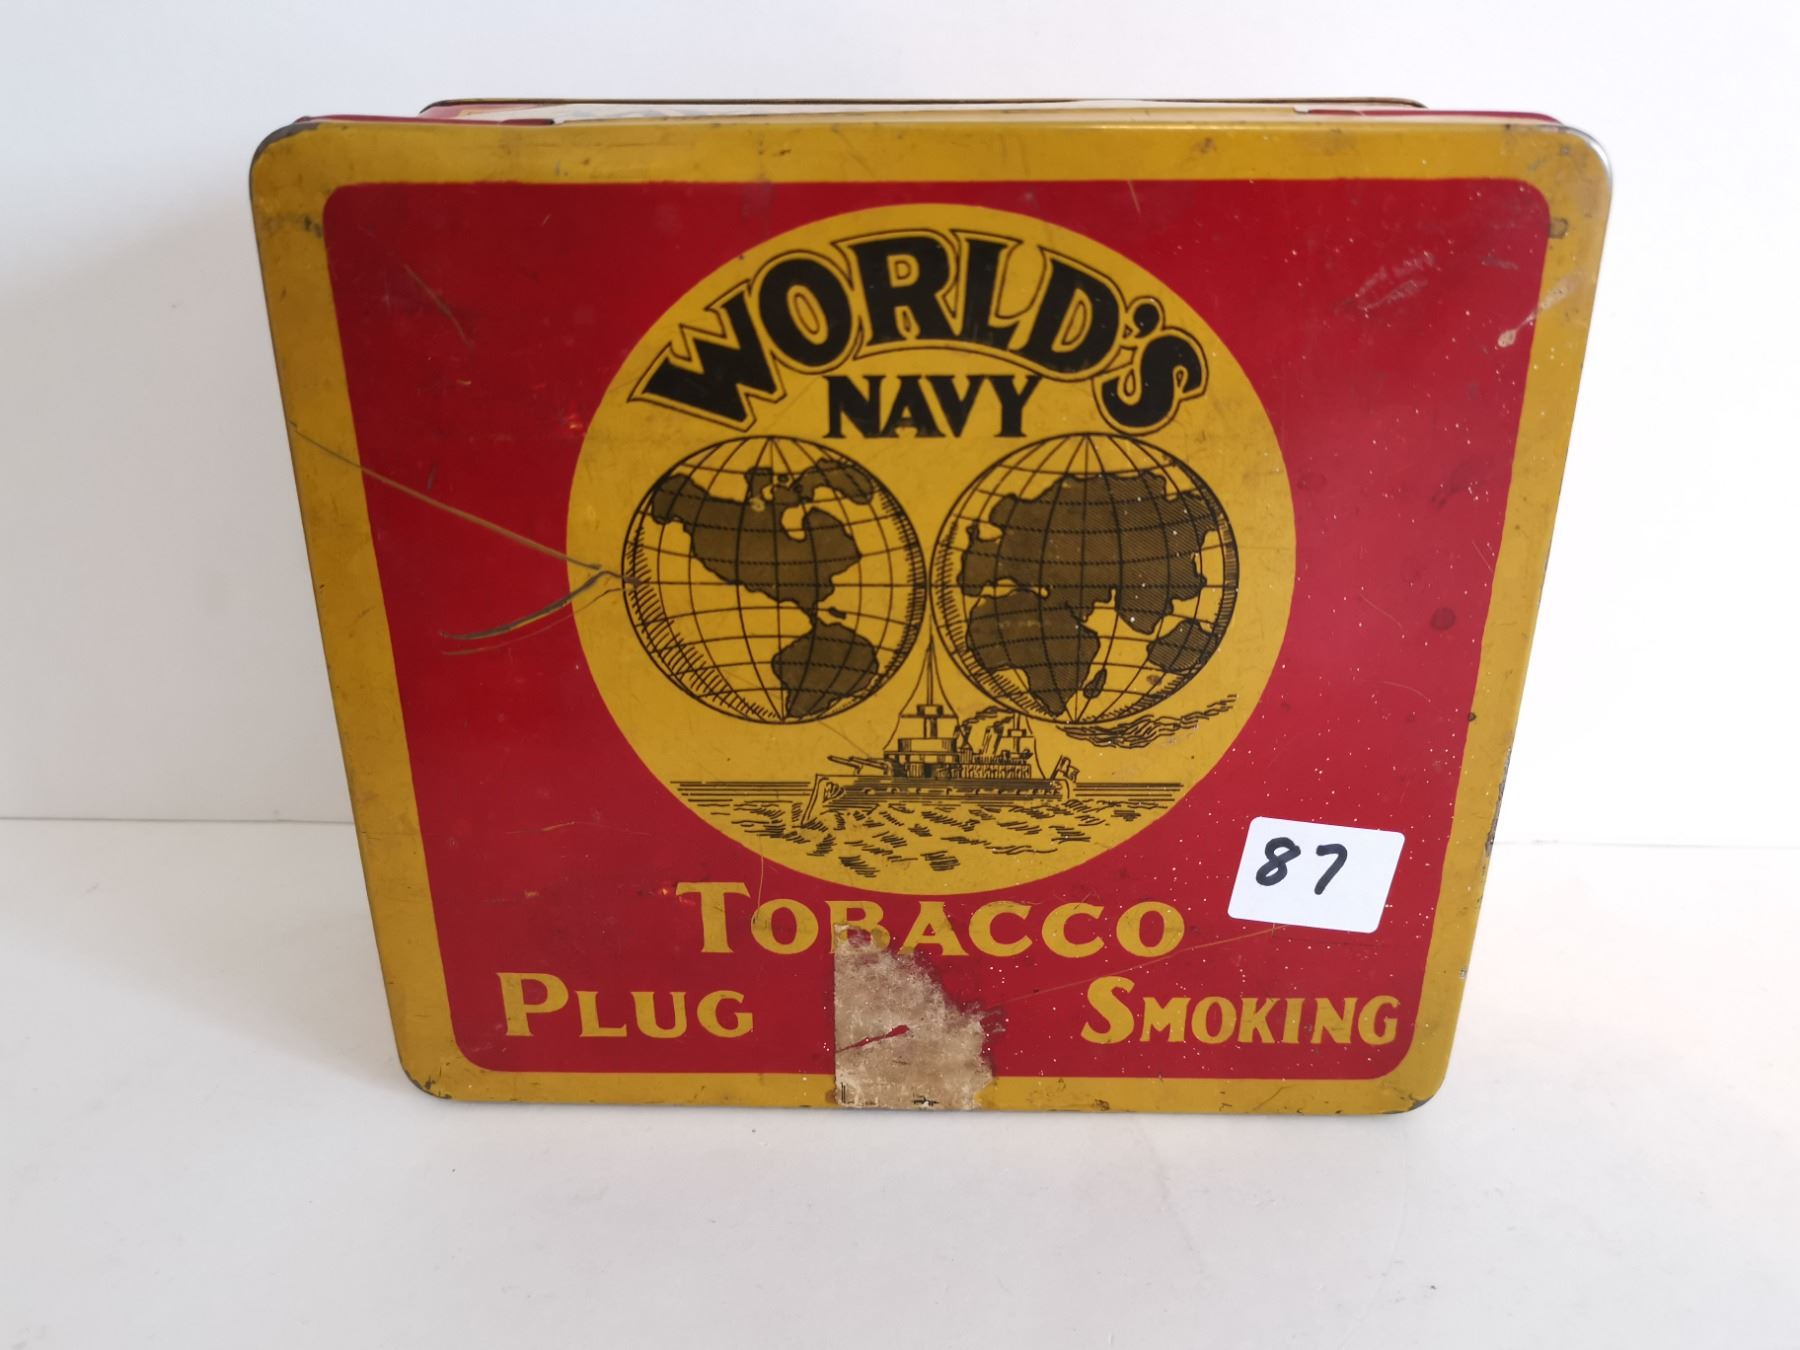 WORLD'S
NAVY
87
TOBACCO
PLUG SMOKING